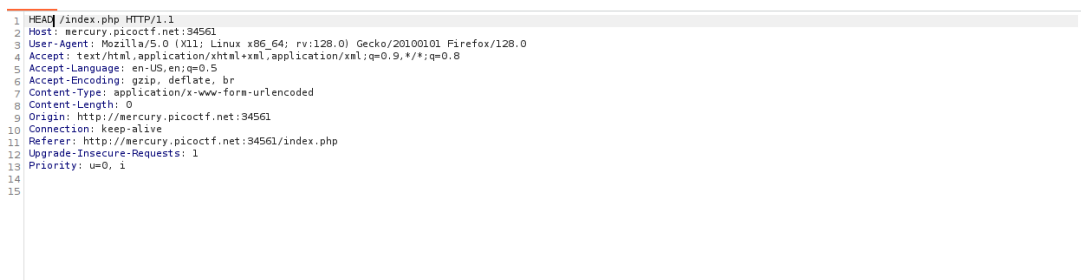 1 HEAD /index.php HTTP/1.1
2 Host: mercury.picoctf.net:34561
3 User-Agent: Mozilla/5.0 (X11; Linux x86_64; rv:128.0) Gecko/20100101 Firefox/128.0
4 Accept: text/html,application/xhtml+xml,application/xml;q=0.9,*/*;q=0.8
5 Accept-Language: en-US,en;q=0.5
6 Accept-Encoding: gzip, deflate, br
7 Content-Type: application/x-www-form-urlencoded
8 Content-Length: 0
9 Origin: http://mercury.picoctf.net:34561
10 Connection: keep-alive
11 Referer: http://mercury.picoctf.net:34561/index.php
12 Upgrade-Insecure-Requests: 1
13 Priority: u=0, i
14
15